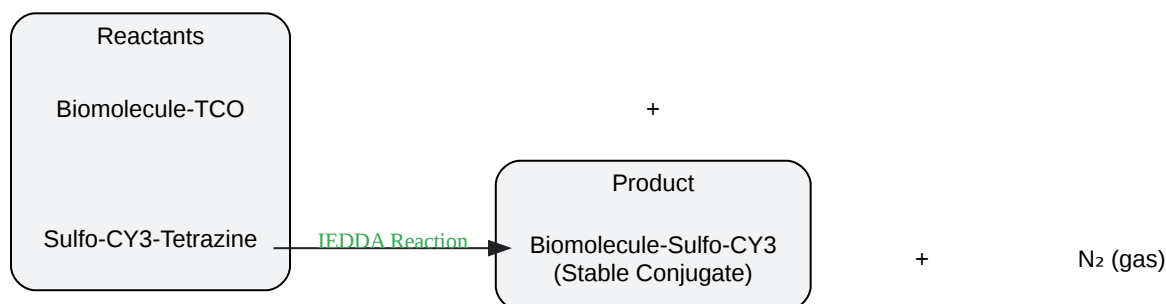 Reactants
Biomolecule-TCO
+
Product
Sulfo-CY3-Tetrazine
IEDDA Reaction
Biomolecule-Sulfo-CY3
(Stable Conjugate)
+
N₂ (gas)